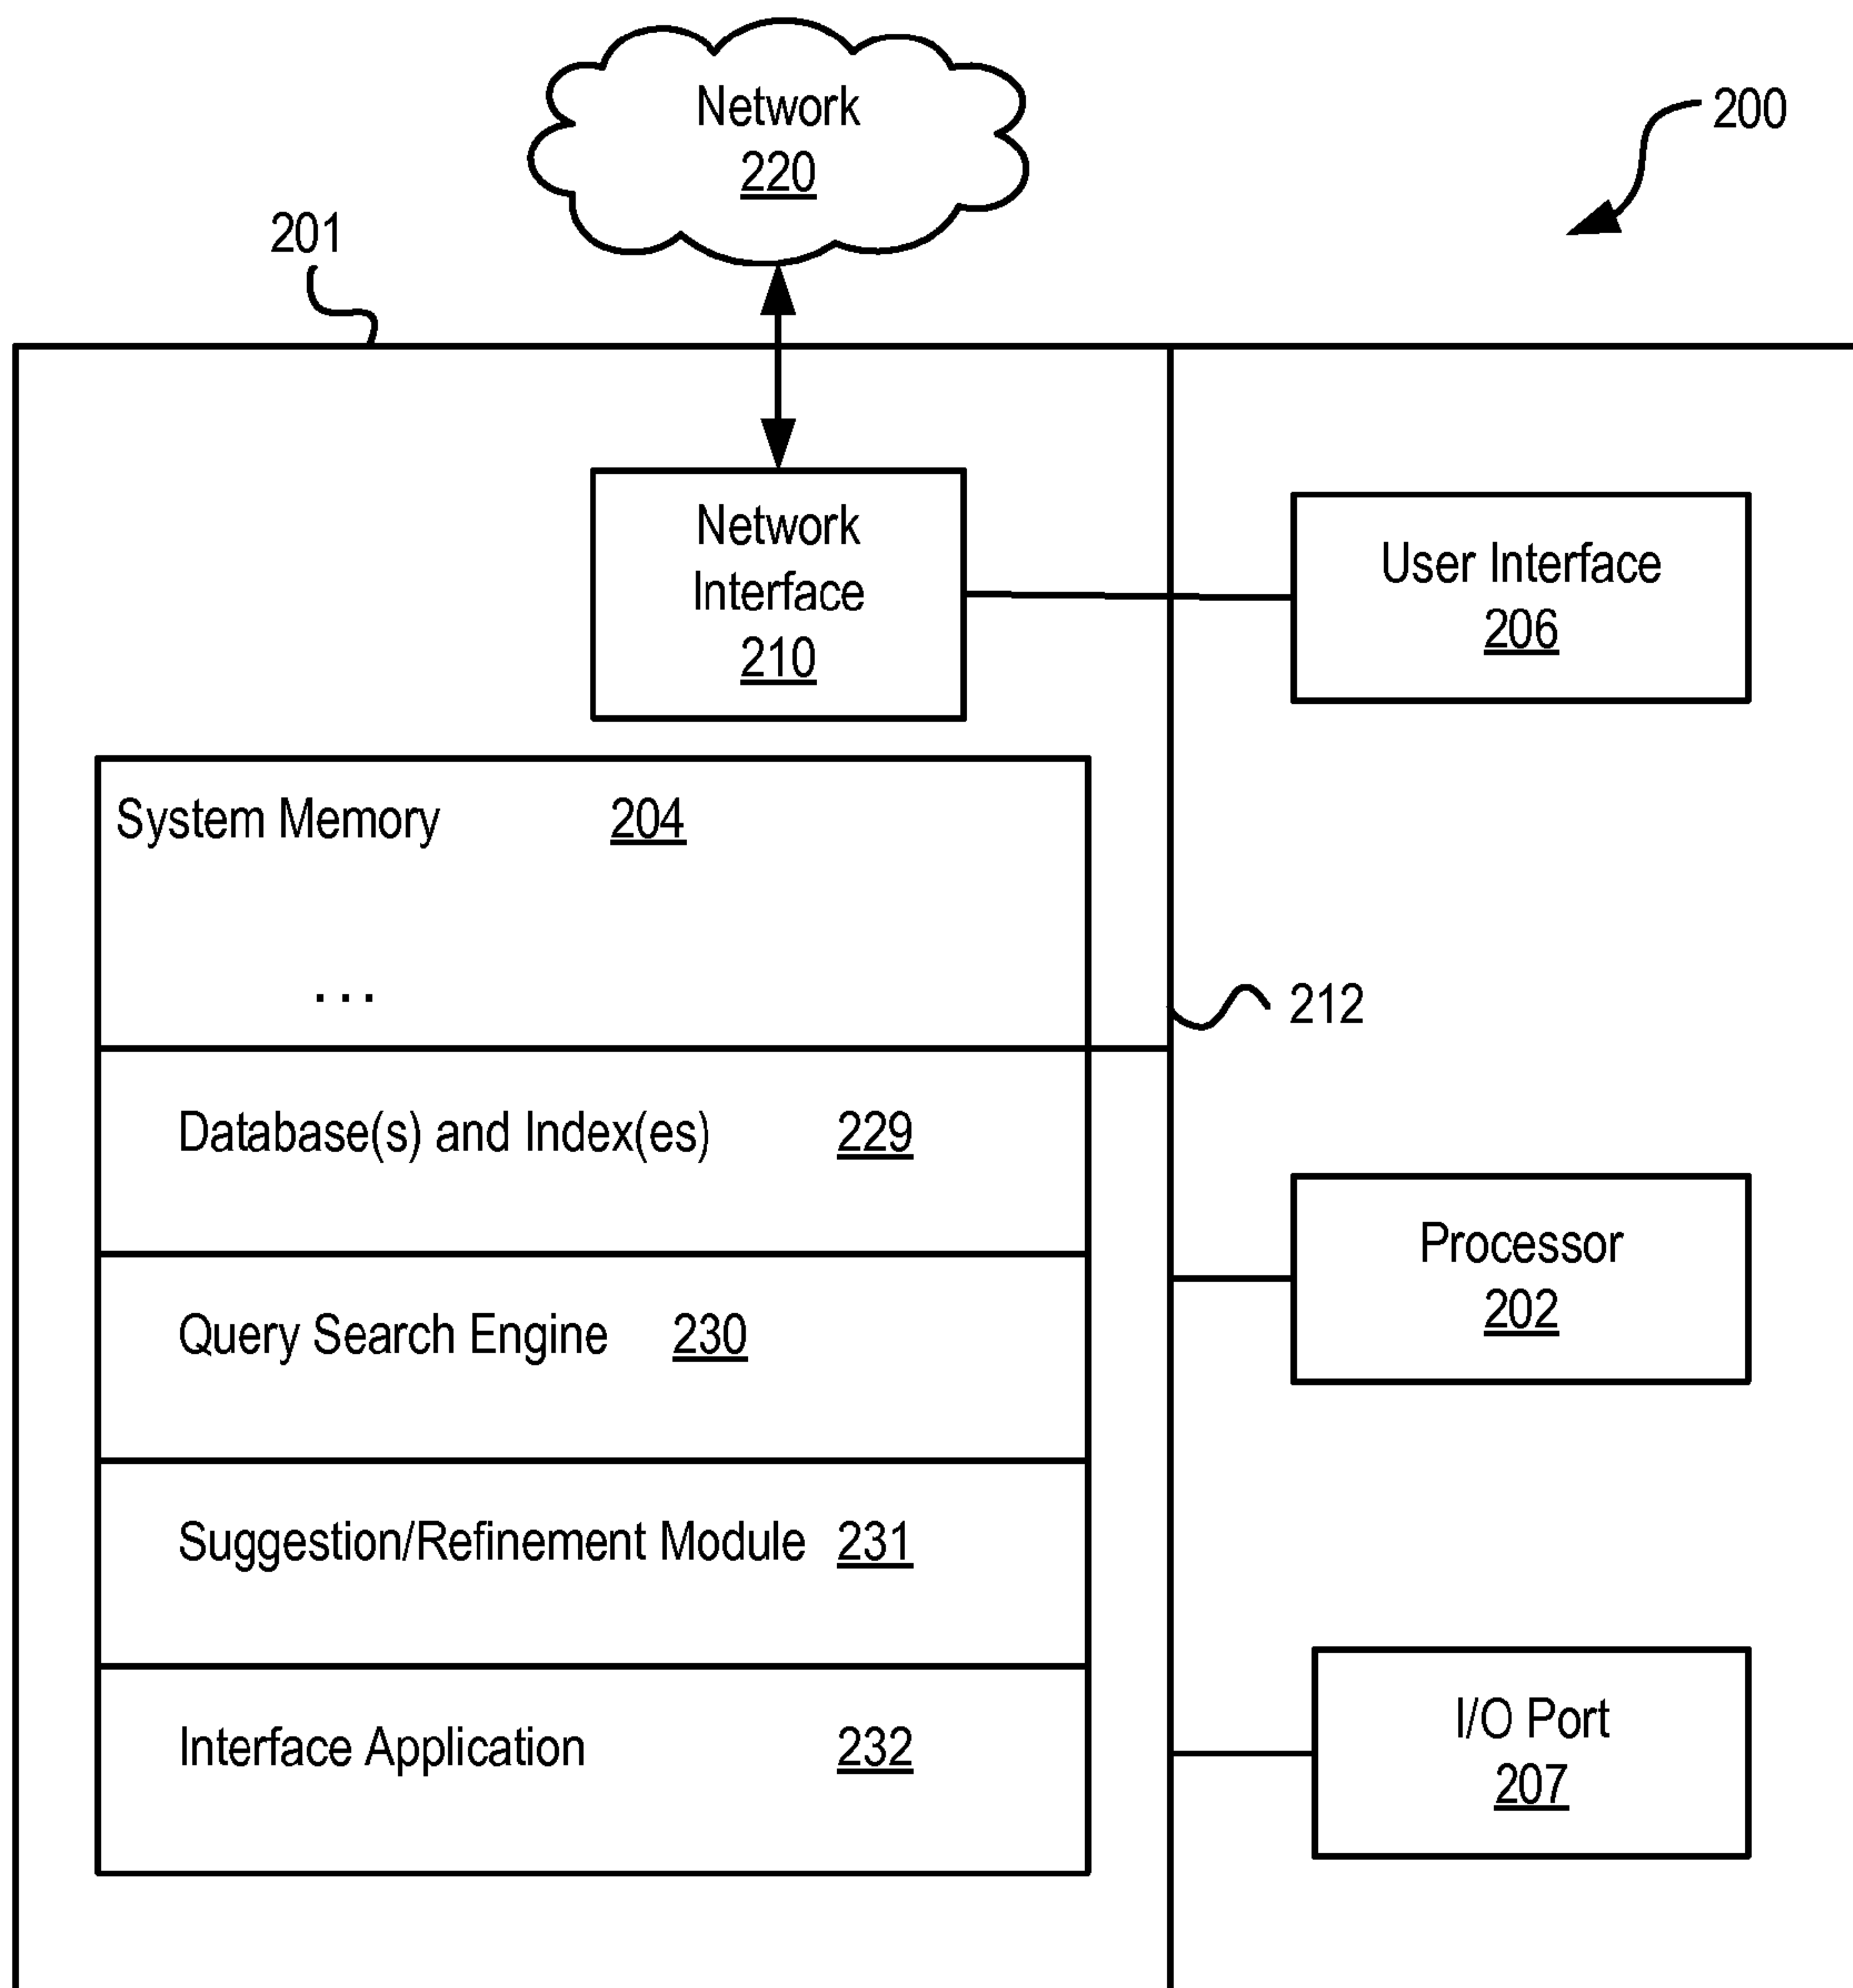 Network
220
200
201
Network
Interface
210
User Interface
206
System Memory 204
...
212
Database(s) and Index(es) 229
Processor
202
Query Search Engine 230
Suggestion/Refinement Module 231
I/O Port
207
Interface Application 232